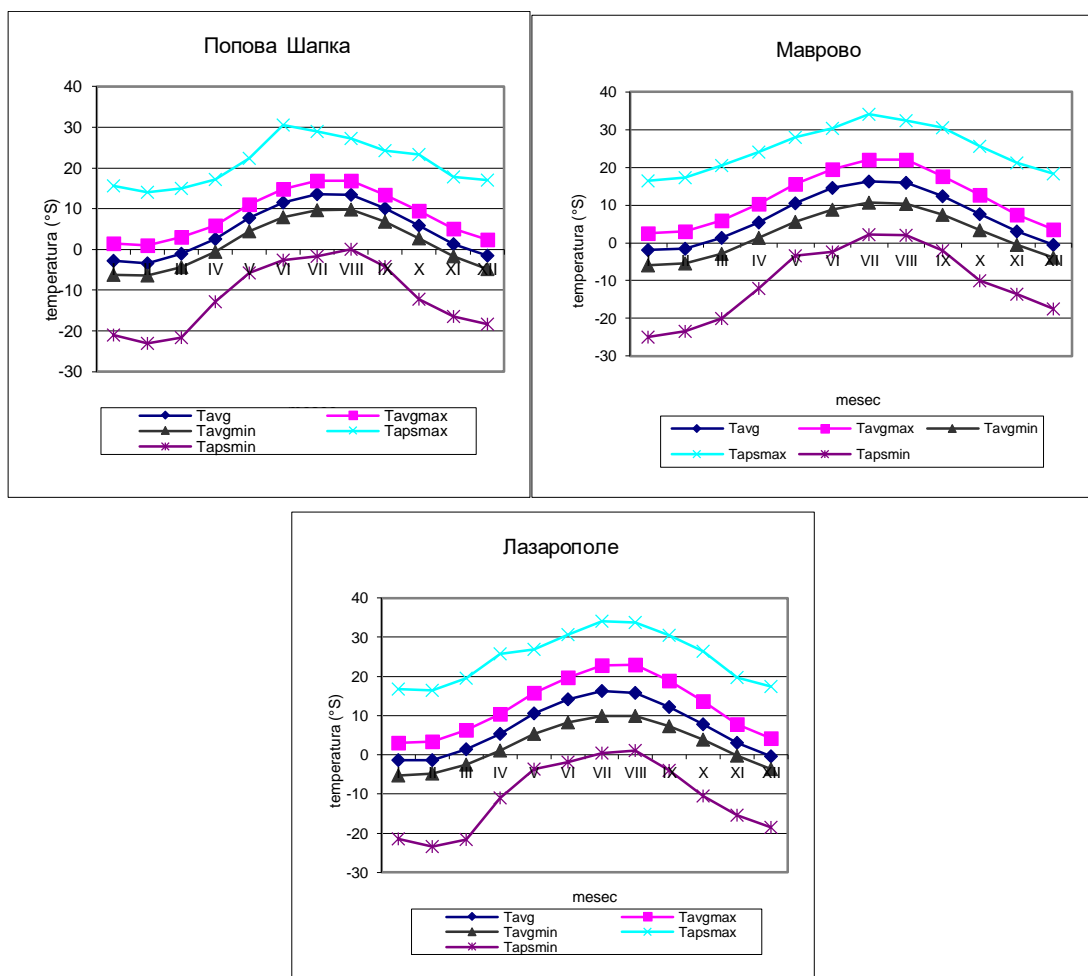 Попова Шапка
temperatura (°S)
40
30
20
10
0
-10
-20
-30
III IV V VI VII VIII IX X XI XII
Tavg Tavgmax
Tavgmin Tapsmax
Tapsmin
Маврово
temperatura (°S)
40
30
20
10
0
-10
-20
-30
I II III IV V VI VII VIII IX X XI XII
mesec
Tavg Tavgmax Tavgmin
Tapsmax Tapsmin
Лазарополе
temperatura (°S)
40
30
20
10
0
-10
-20
-30
I II III IV V VI VII VIII IX X XI XII
mesec
Tavg Tavgmax
Tavgmin Tapsmax
Tapsmin